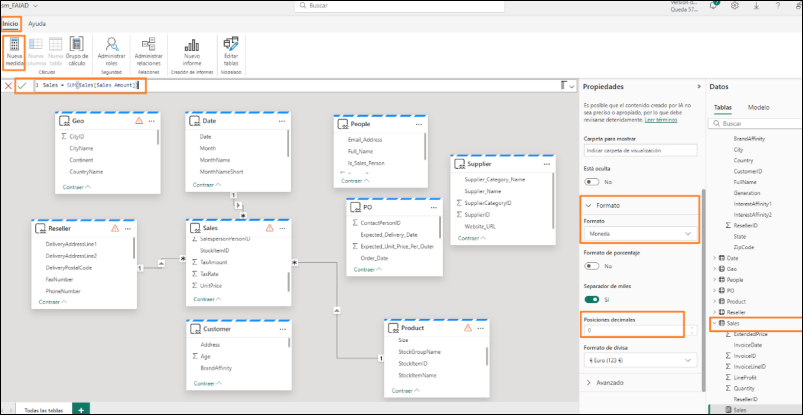 sm_FAIAD
Buscar
Inicio
Ayuda
Nueva medida
Nueva columna
Nueva tabla
Grupo de cálculo
Administrar roles
Administrar relaciones
Nuevo informe
Editar tablas
Cálculos
Seguridad
Relaciones
Creación de informes
Modelado
1 Sales = SUM(Sales[Sales Amount])
Geo
CityID
CityName
Continent
CountryName
Contraer
Date
Date
Month
MonthName
MonthNameShort
Contraer
People
Email_Address
Full_Name
Is_Sales_Person
Contraer
Supplier
Supplier_Category_Name
Supplier_Name
SupplierCategoryID
SupplierID
Website_URL
Contraer
Reseller
DeliveryAddressLine1
DeliveryAddressLine2
DeliveryPostalCode
FaxNumber
PhoneNumber
Contraer
Sales
SalespersonPersonID
StockItemID
TaxAmount
TaxRate
UnitPrice
Contraer
PO
ContactPersonID
Expected_Delivery_Date
Expected_Unit_Price_Per_Outer
Order_Date
Contraer
Customer
Address
Age
BrandAffinity
Contraer
Product
Size
StockGroupName
StockItemID
StockItemName
Contraer
Todas las tablas
Propiedades
Es posible que el contenido creado por IA no
sea preciso o apropiado, por lo que debe
revisarse detenidamente. Leer términos
Carpeta para mostrar
Indicar carpeta de visualización
Está oculta
No
Formato
Formato
Moneda
Formato de porcentaje
No
Separador de miles
Sí
Posiciones decimales
0
Formato de divisa
€ Euro (123 €)
Avanzado
Datos
Tablas
Modelo
Buscar
BrandAffinity
City
Country
CustomerID
FullName
Generation
InterestAffinity1
InterestAffinity2
ResellerID
State
ZipCode
Date
Geo
People
PO
Product
Reseller
Sales
ExtendedPrice
InvoiceDate
InvoiceID
InvoiceLineID
LineProfit
Quantity
ResellerID
Sales